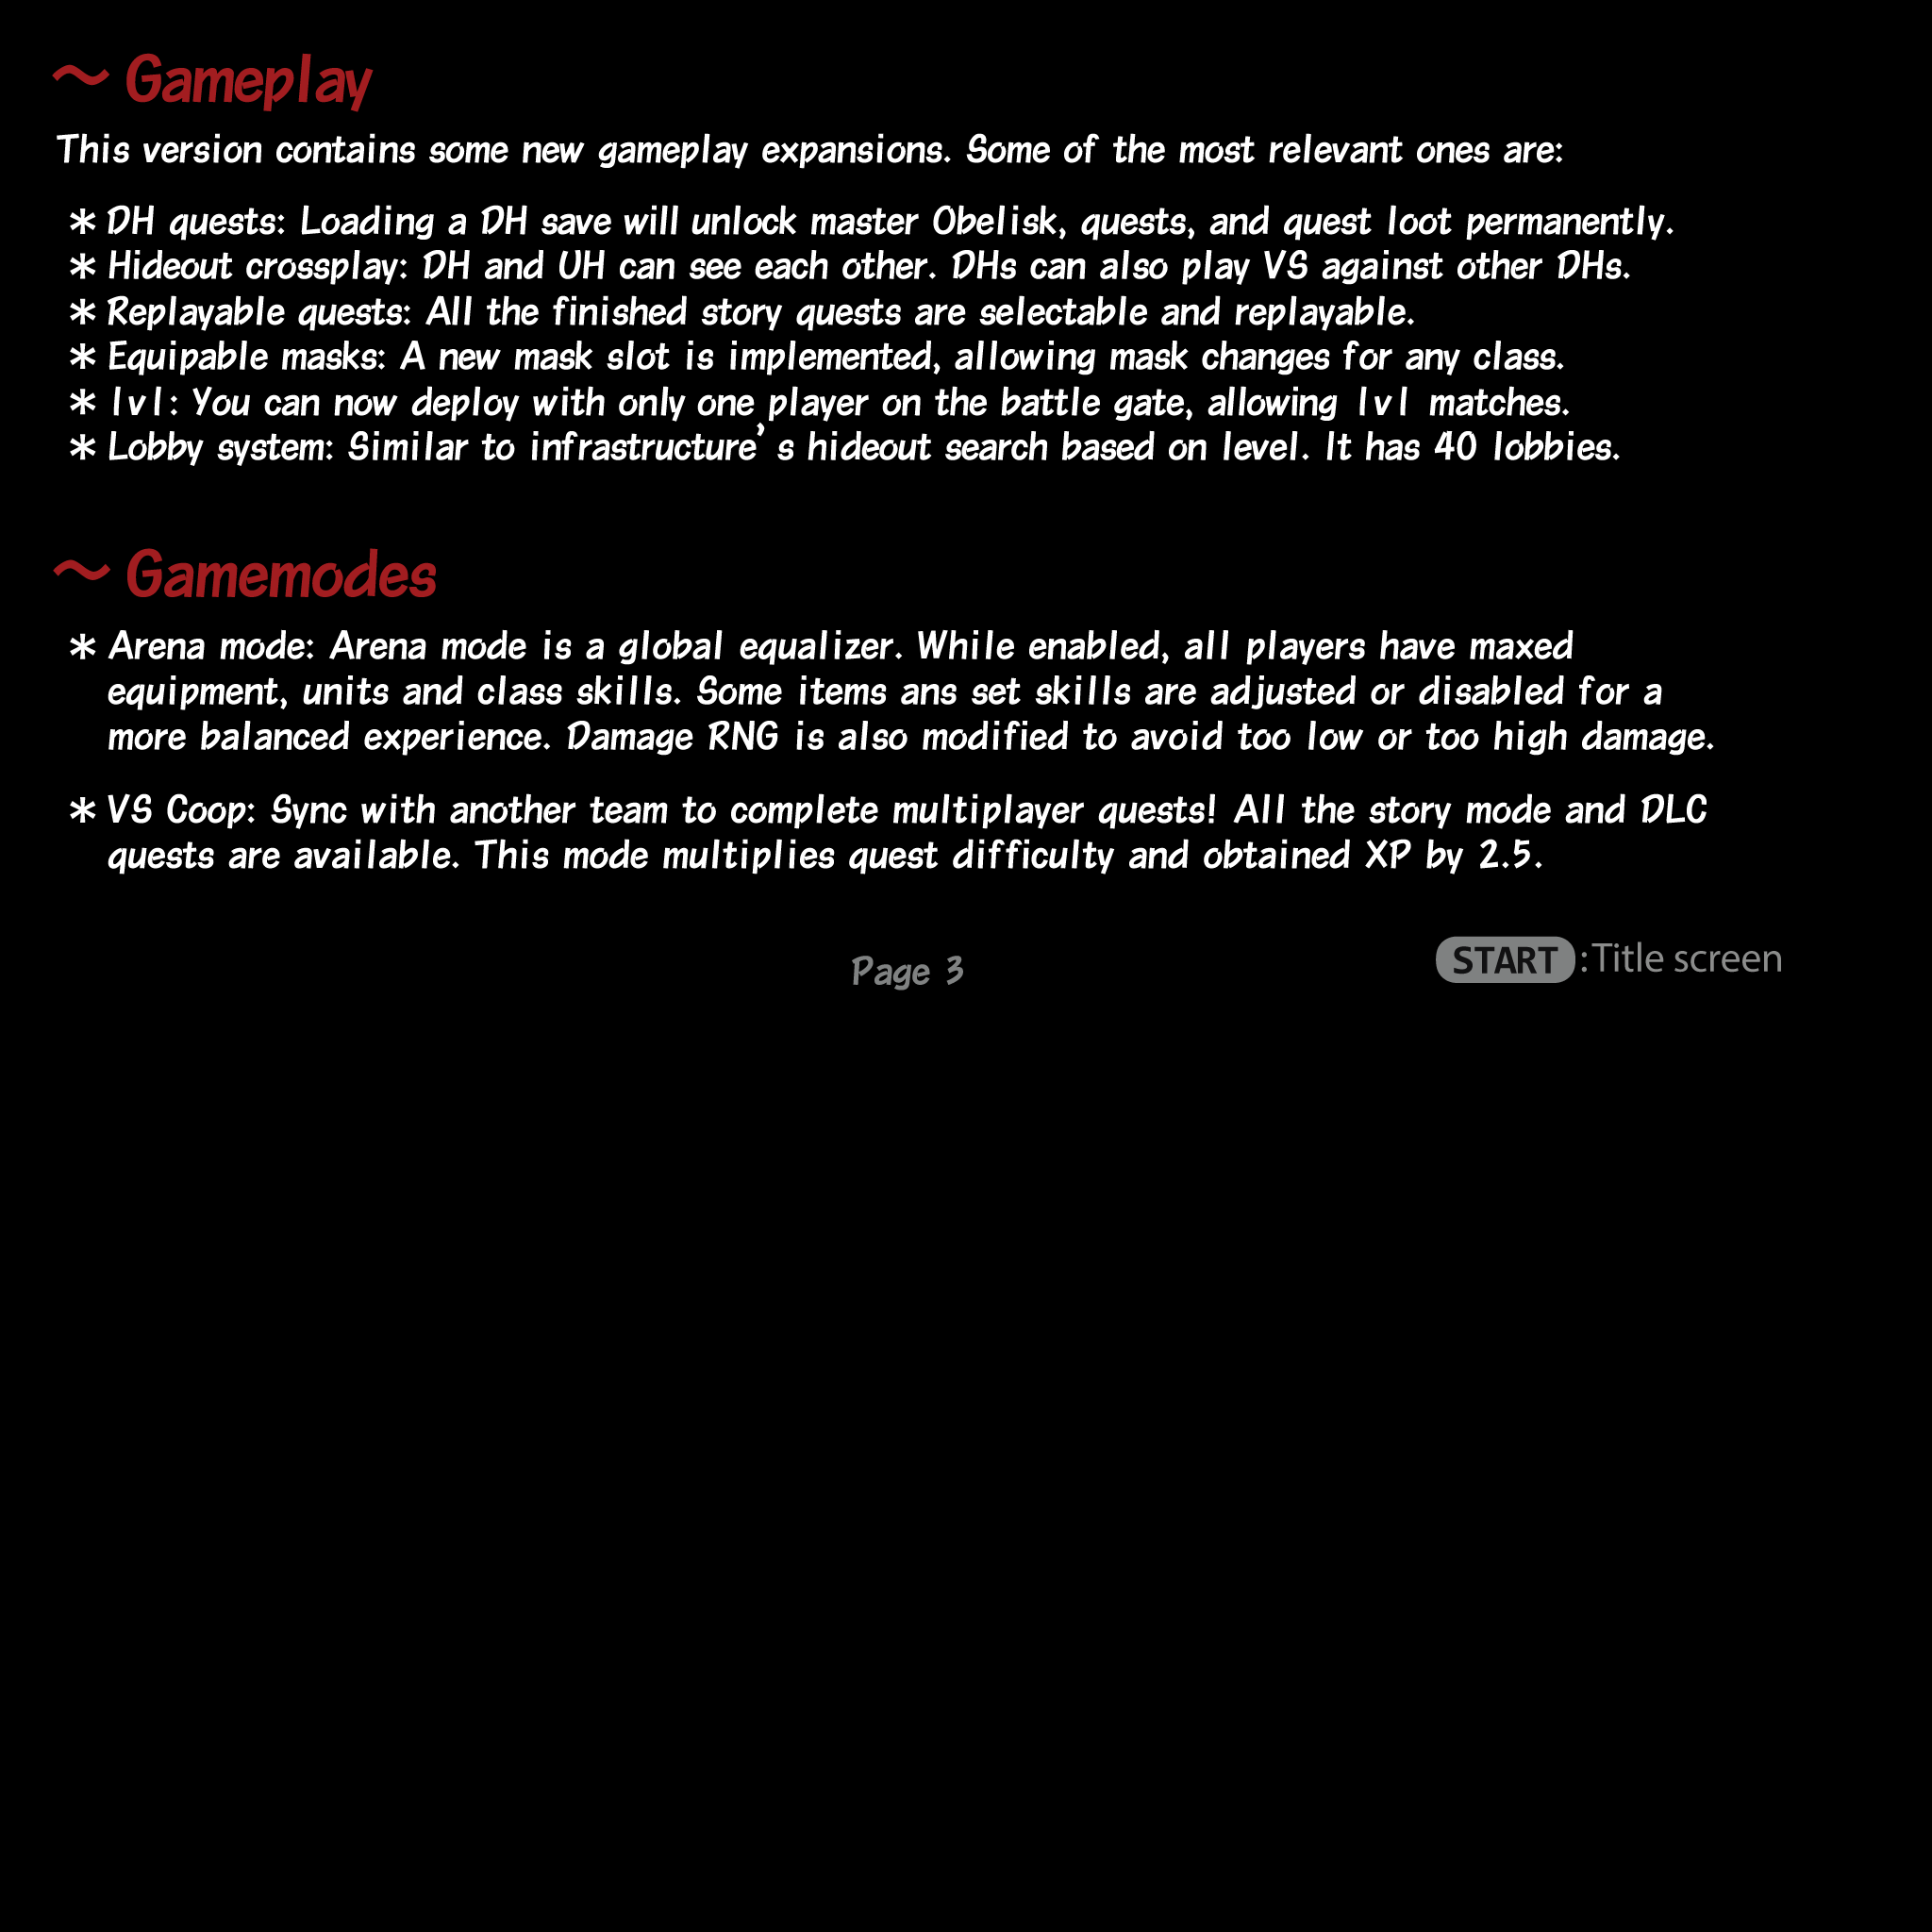 ～ Gameplay
This version contains some new gameplay expansions. Some of the most relevant ones are:
* DH quests: Loading a DH save will unlock master Obelisk, quests, and quest loot permanently.
* Hideout crossplay: DH and UH can see each other. DHs can also play VS against other DHs.
* Replayable quests: All the finished story quests are selectable and replayable.
* Equipable masks: A new mask slot is implemented, allowing mask changes for any class.
* 1v1: You can now deploy with only one player on the battle gate, allowing 1v1 matches.
* Lobby system: Similar to infrastructure’s hideout search based on level. It has 40 lobbies.
～ Gamemodes
* Arena mode: Arena mode is a global equalizer. While enabled, all players have maxed
equipment, units and class skills. Some items ans set skills are adjusted or disabled for a
more balanced experience. Damage RNG is also modified to avoid too low or too high damage.
* VS Coop: Sync with another team to complete multiplayer quests! All the story mode and DLC
quests are available. This mode multiplies quest difficulty and obtained XP by 2.5.
Page 3
START:Title screen